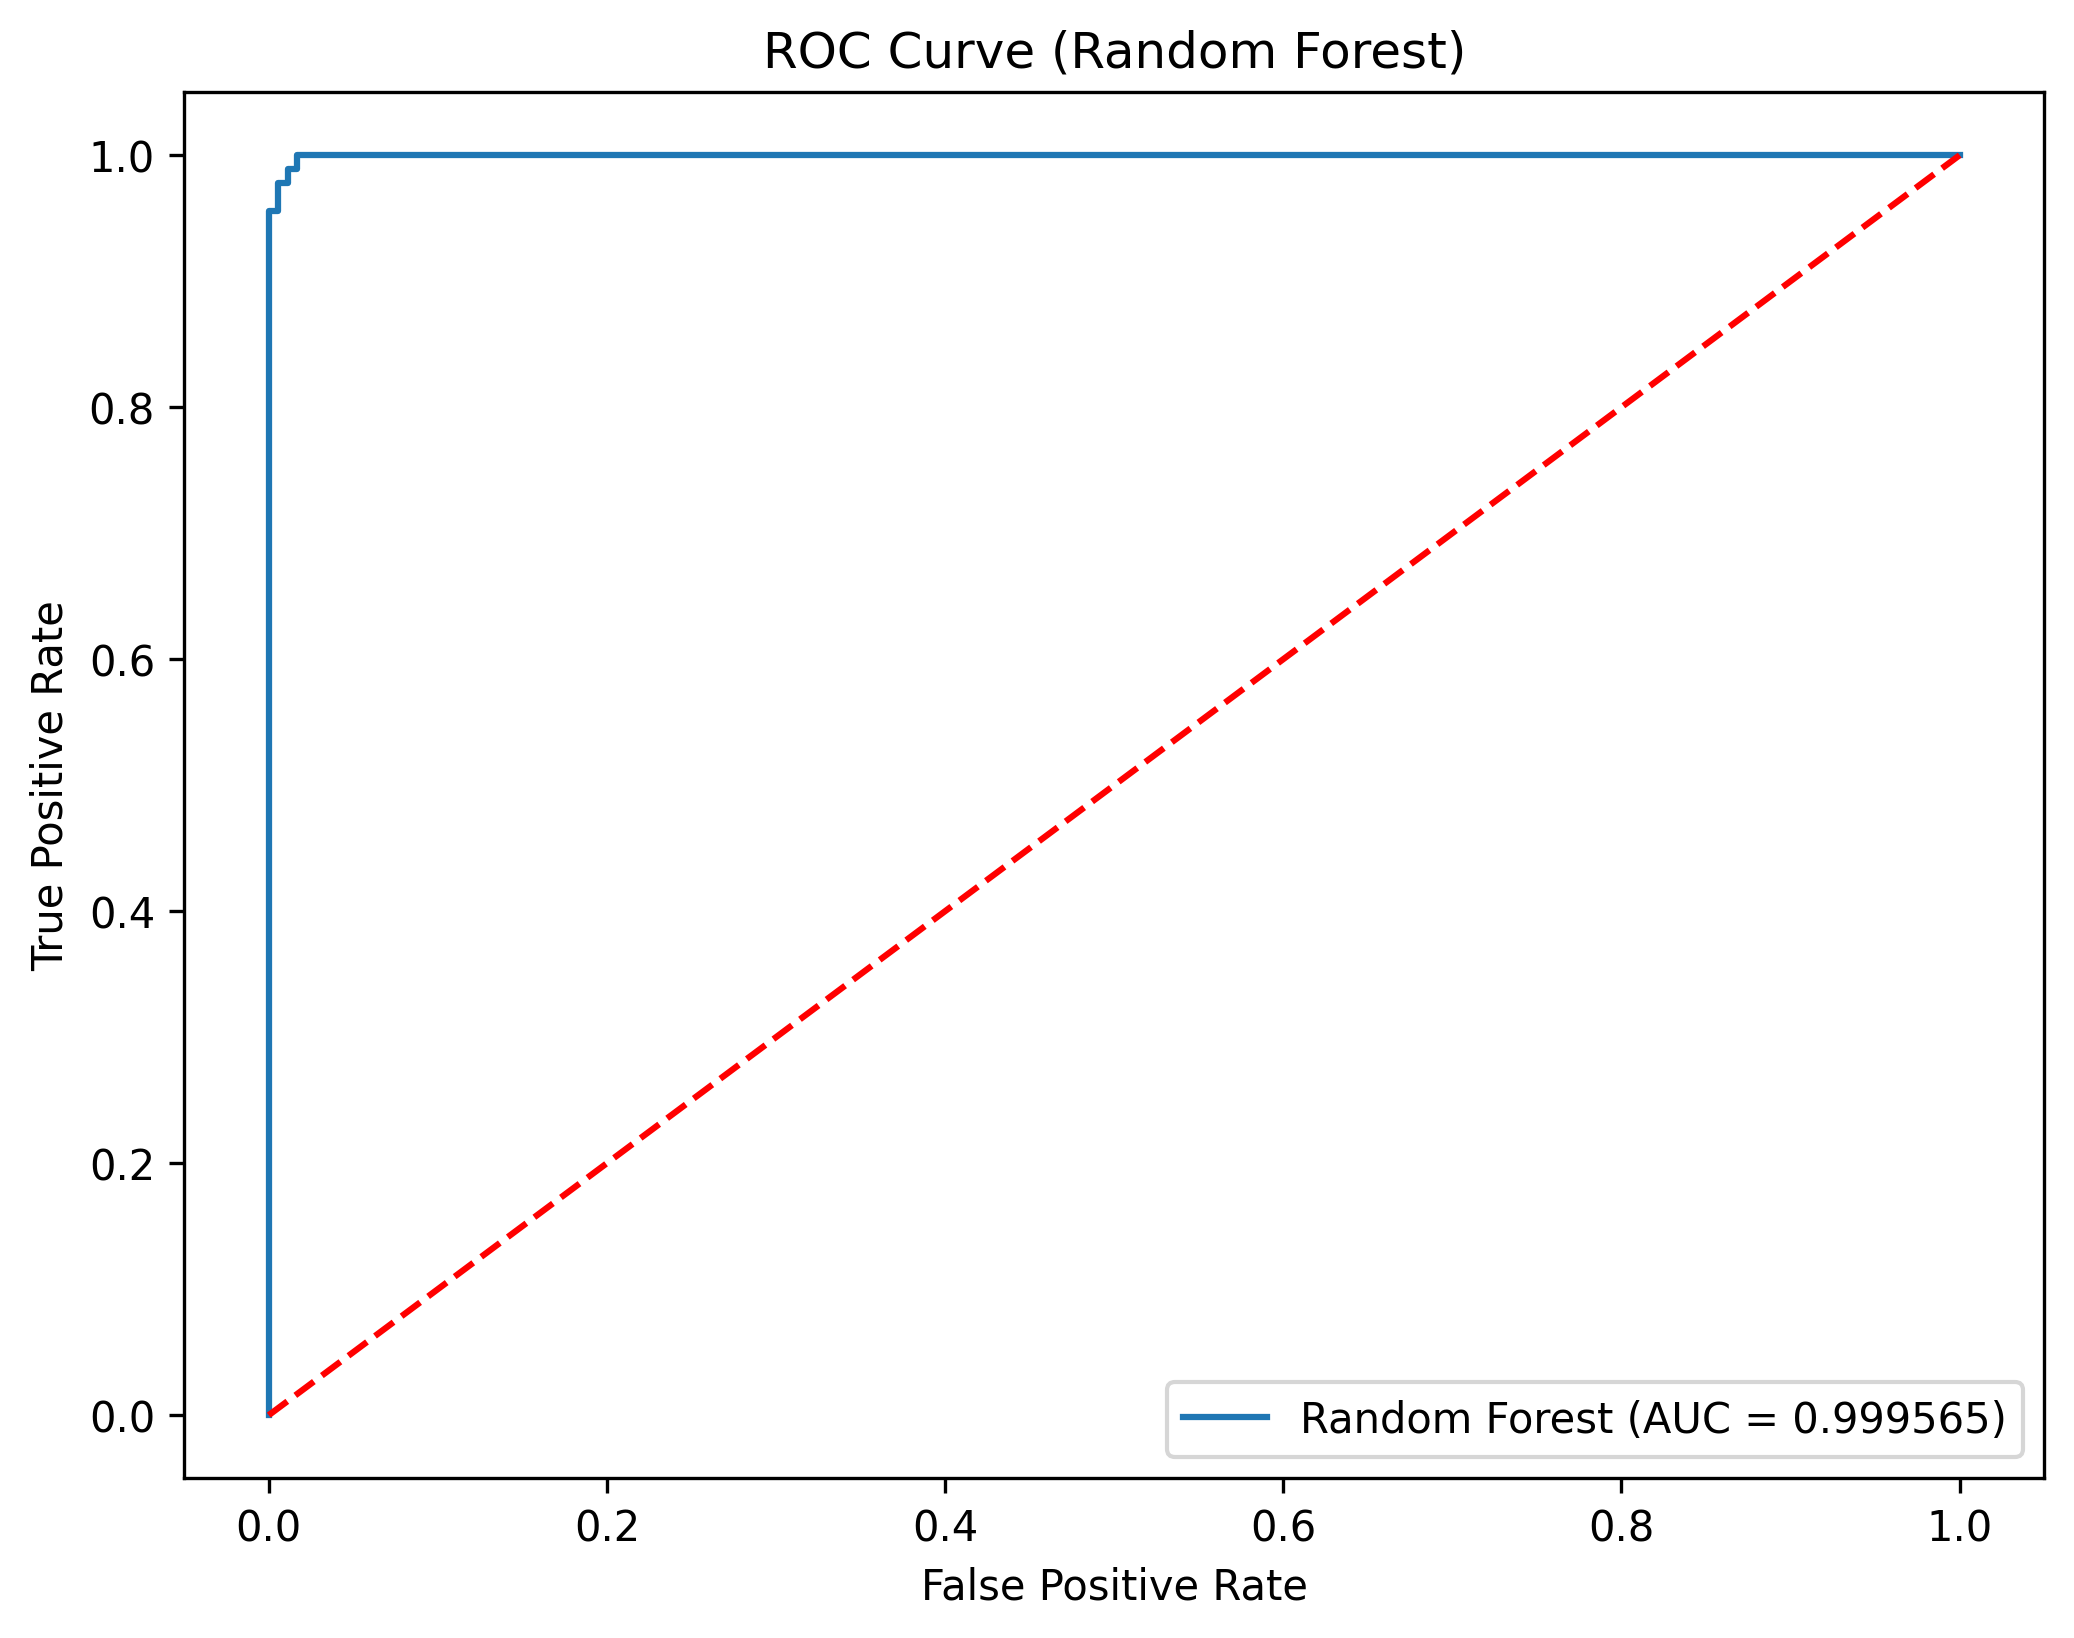 ROC Curve (Random Forest)
True Positive Rate
1.0
0.8
0.6
0.4
0.2
0.0
Random Forest (AUC = 0.999565)
0.0 0.2 0.4 0.6 0.8 1.0
False Positive Rate